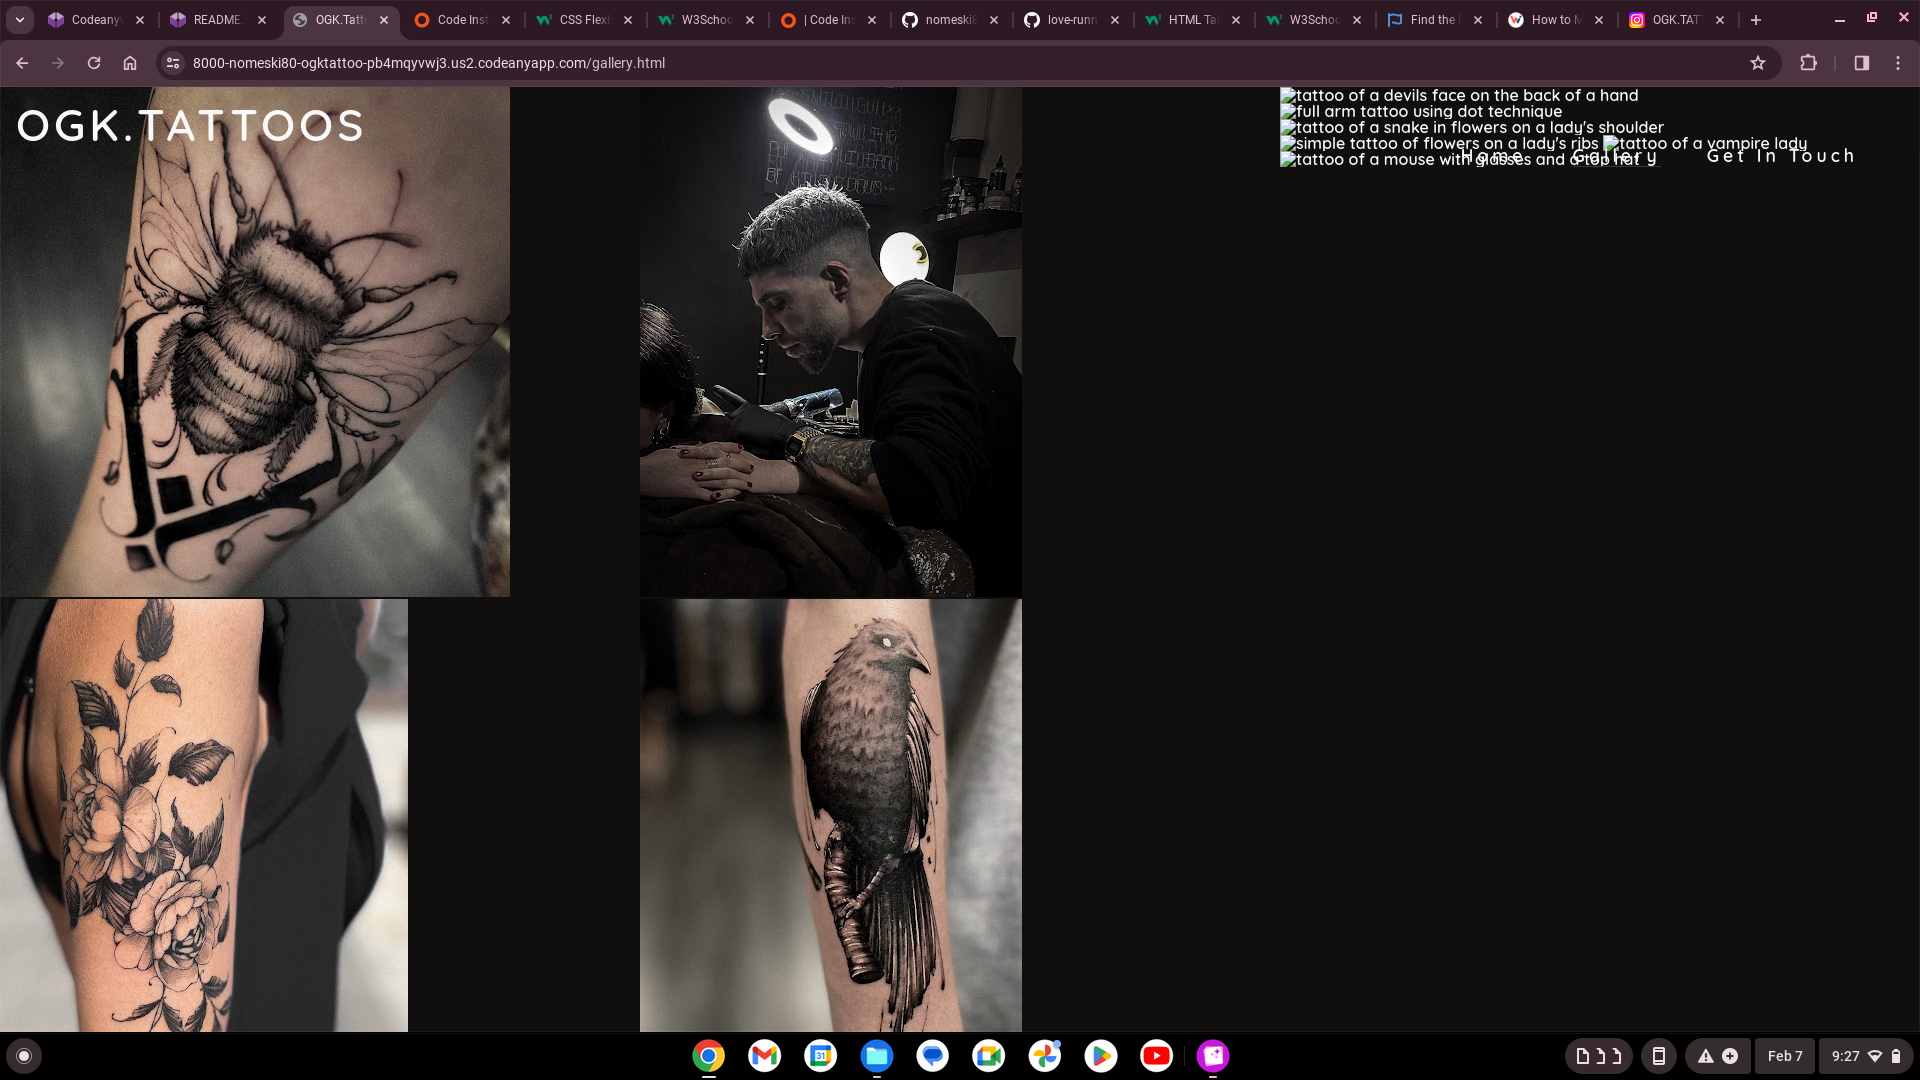 Codeany
README.
OGK.Tatt
Code Inst
CSS Flexb
W3Schoo
| Code Ins
nomeski8
love-runn
HTML Ta
W3Schoo
Find the
How to M
OGK.TAT
8000-nomeski80-ogktattoo-pb4mqyvwj3.us2.codeanyapp.com/gallery.html
OGK.TATTOOS
tattoo of a devils face on the back of a hand
full arm tattoo using dot technique
tattoo of a snake in flowers on a lady's shoulder
simple tattoo of flowers on a lady's ribs tattoo of a vampire lady
tattoo of a mouse with glasses and a top hat
Home Gallery Get In Touch
31
Feb 7
9:27